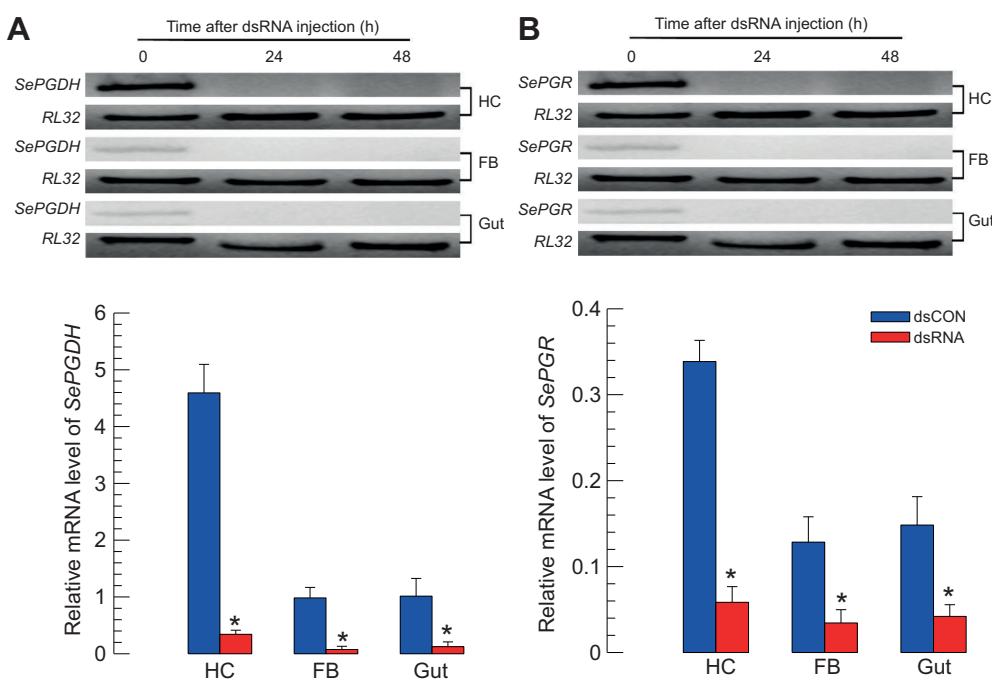 A
Time after dsRNA injection (h)
0 24 48
SePGDH
RL32
HC
SePGDH
RL32
FB
SePGDH
RL32
Gut
B
Time after dsRNA injection (h)
0 24 48
SePGR
RL32
HC
SePGR
RL32
FB
SePGR
RL32
Gut
Relative mRNA level of SePGDH
6
5
4
3
2
1
0
*
*
*
HC FB Gut
Relative mRNA level of SePGR
0.4
0.3
0.2
0.1
0
dsCON
dsRNA
*
*
*
HC FB Gut